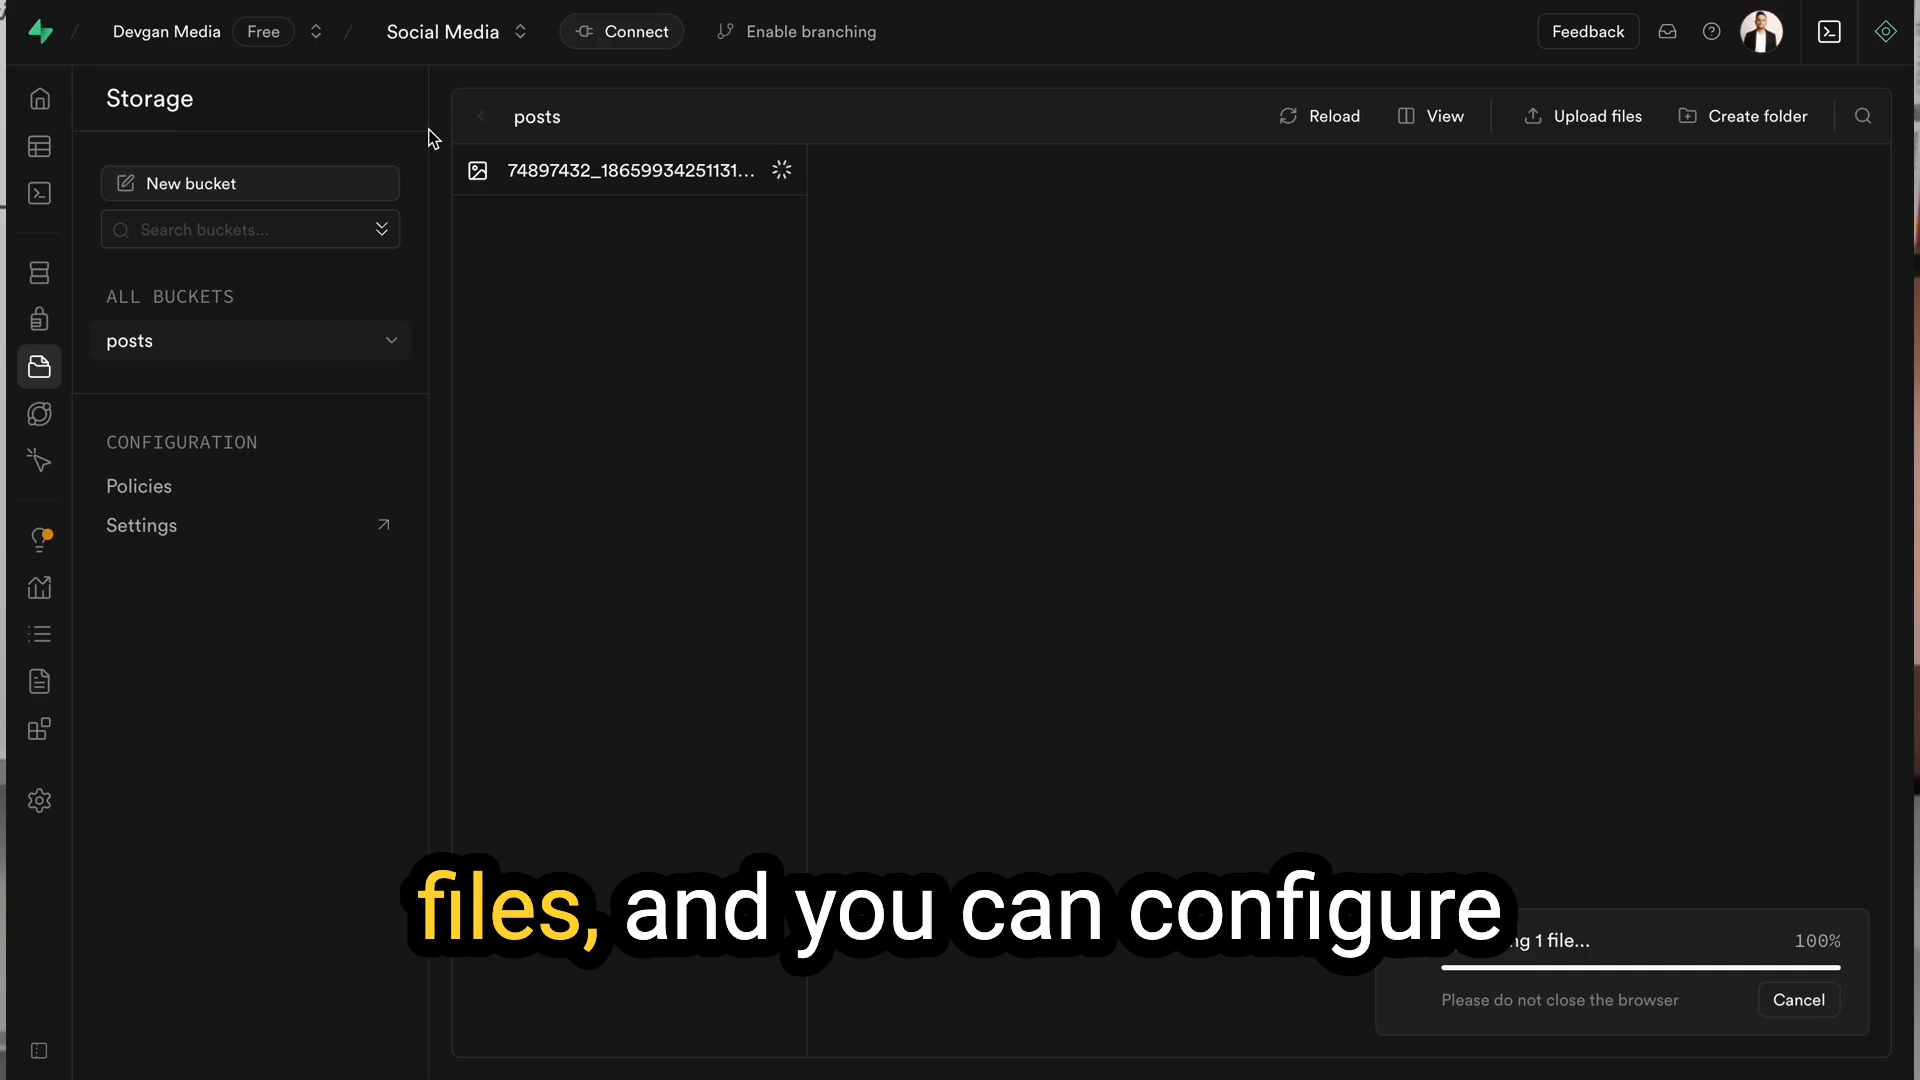 Devgan Media
Free
Social Media
Connect
Enable branching
Feedback
Storage
posts
Reload
View
Upload files
Create folder
New bucket
74897432_18659934251131...
Search buckets...
ALL BUCKETS
posts
CONFIGURATION
Policies
Settings
files, and you can configure
ng 1 file...
100%
Please do not close the browser
Cancel